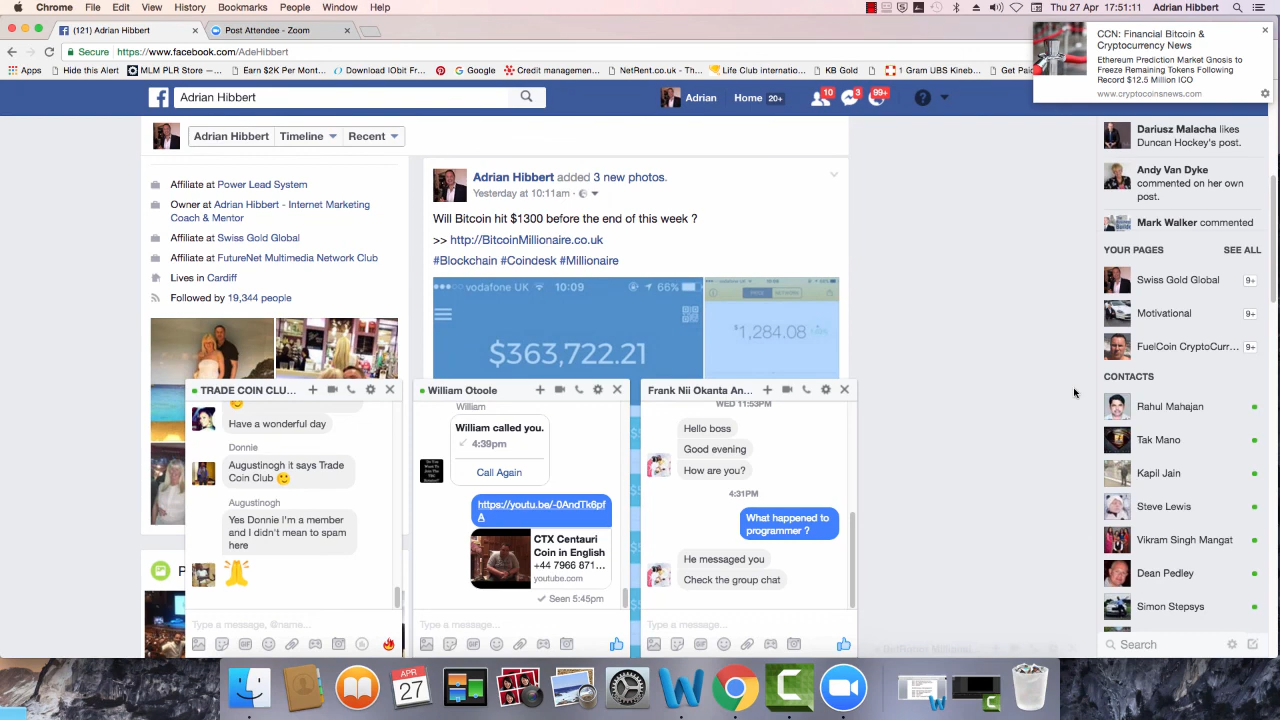 Chrome File Edit View History Bookmarks People Window Help
Thu 27 Apr 17:51:11 Adrian Hibbert
(121) Adrian Hibbert
Post Attendee - Zoom
Secure https://www.facebook.com/AdeHibbert
Apps Hide this Alert MLM PLR Store —... Earn $2K Per Mont... Download IObit Fr... Google Credit managemen... NetRent.co.uk - Th... Life Club internatio... KB Gold 1 Gram UBS Kineb... Get Paid
CCN: Financial Bitcoin &
Cryptocurrency News
Ethereum Prediction Market Gnosis to
Freeze Remaining Tokens Following
Record $12.5 Million ICO
www.cryptocoinsnews.com
Adrian Hibbert
Adrian Home 20+ 10 3 99+
Adrian Hibbert Timeline Recent
Affiliate at Power Lead System
Owner at Adrian Hibbert - Internet Marketing
Coach & Mentor
Affiliate at Swiss Gold Global
Affiliate at FutureNet Multimedia Network Club
Lives in Cardiff
Followed by 19,344 people
Adrian Hibbert added 3 new photos.
Yesterday at 10:11am
Will Bitcoin hit $1300 before the end of this week ?
>> http://BitcoinMillionaire.co.uk
#Blockchain #Coindesk #Millionaire
vodafone UK 10:09 66%
$363,722.21
PRICE NETWORK
$1,284.08
TRADE COIN CLU...
Have a wonderful day
Donnie
Augustinogh it says Trade
Coin Club
Augustinogh
Yes Donnie I'm a member
and I didn't mean to spam
here
Type a message, @name...
William Otoole
William
William called you.
4:39pm
Call Again
https://youtu.be/-0AndTk6pf
A
CTX Centauri
Coin in English
+44 7966 871...
youtube.com
Seen 5:45pm
Type a message...
Frank Nii Okanta An...
WED 11:53PM
Hello boss
Good evening
How are you?
4:31PM
What happened to
programmer ?
He messaged you
Check the group chat
Type a message...
Dariusz Malacha likes
Duncan Hockey's post.
Andy Van Dyke
commented on her own
post.
Mark Walker commented
YOUR PAGES SEE ALL
Swiss Gold Global 9+
Motivational 9+
FuelCoin CryptoCurr... 9+
CONTACTS
Rahul Mahajan
Tak Mano
Kapil Jain
Steve Lewis
Vikram Singh Mangat
Dean Pedley
Simon Stepsys
Search
APR
27